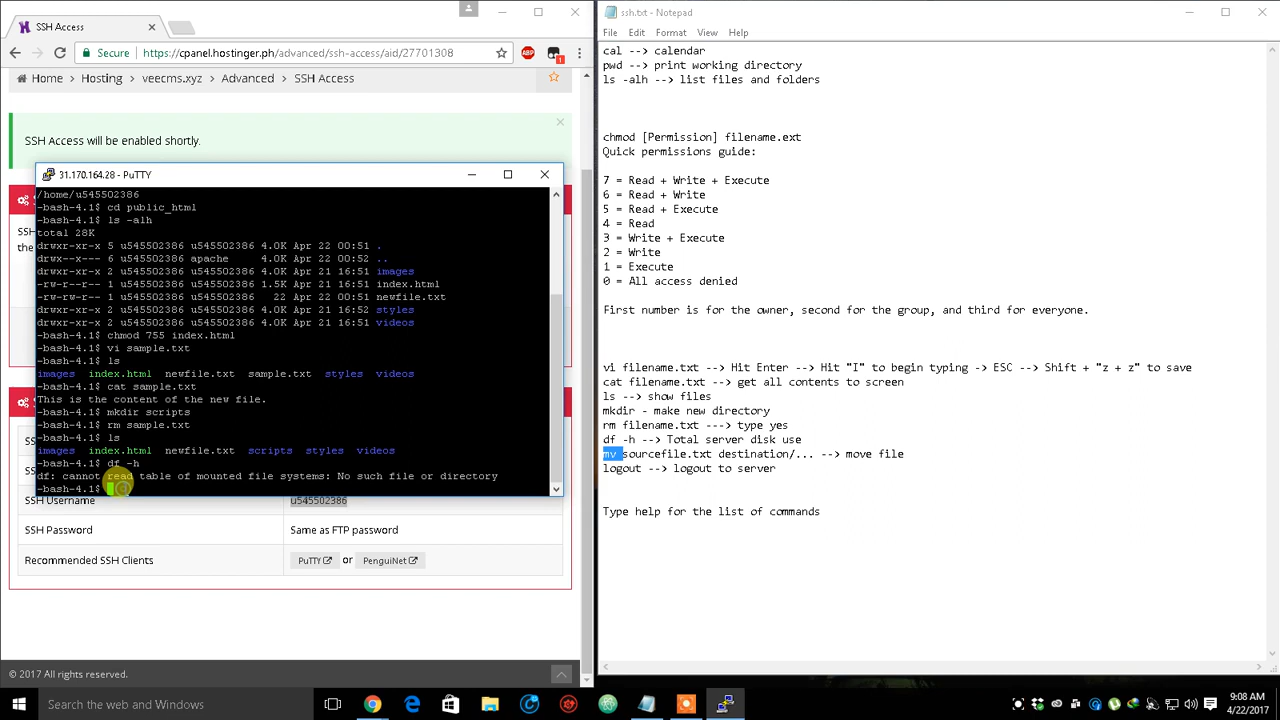 SSH Access
Secure
https://cpanel.hostinger.ph/advanced/ssh-access/aid/27701308
Home
Hosting
veecms.xyz
Advanced
SSH Access
SSH Access will be enabled shortly.
31.170.164.28 - PuTTY
/home/u545502386
-bash-4.1$ cd public_html
-bash-4.1$ ls -alh
total 28K
drwxr-xr-x 5 u545502386 u545502386 4.0K Apr 22 00:51 .
drwx--x--- 6 u545502386 apache 4.0K Apr 22 00:52 ..
drwxr-xr-x 2 u545502386 u545502386 4.0K Apr 21 16:51 images
-rw-r--r-- 1 u545502386 u545502386 1.5K Apr 21 16:51 index.html
-rw-rw-r-- 1 u545502386 u545502386 22 Apr 22 00:51 newfile.txt
drwxr-xr-x 2 u545502386 u545502386 4.0K Apr 21 16:52 styles
drwxr-xr-x 2 u545502386 u545502386 4.0K Apr 21 16:51 videos
-bash-4.1$ chmod 755 index.html
-bash-4.1$ vi sample.txt
-bash-4.1$ ls
images index.html newfile.txt sample.txt styles videos
-bash-4.1$ cat sample.txt
This is the content of the new file.
-bash-4.1$ mkdir scripts
-bash-4.1$ rm sample.txt
-bash-4.1$ ls
images index.html newfile.txt scripts styles videos
-bash-4.1$ df -h
df: cannot read table of mounted file systems: No such file or directory
-bash-4.1$
SSH Username u545502386
SSH Password Same as FTP password
Recommended SSH Clients PuTTY or PenguiNet
© 2017 All rights reserved.
ssh.txt - Notepad
File Edit Format View Help
cal --> calendar
pwd --> print working directory
ls -alh --> list files and folders
chmod [Permission] filename.ext
Quick permissions guide:
7 = Read + Write + Execute
6 = Read + Write
5 = Read + Execute
4 = Read
3 = Write + Execute
2 = Write
1 = Execute
0 = All access denied
First number is for the owner, second for the group, and third for everyone.
vi filename.txt --> Hit Enter --> Hit "I" to begin typing -> ESC --> Shift + "z + z" to save
cat filename.txt --> get all contents to screen
ls --> show files
mkdir - make new directory
rm filename.txt ---> type yes
df -h --> Total server disk use
mv sourcefile.txt destination/... --> move file
logout --> logout to server
Type help for the list of commands
Search the web and Windows
9:08 AM
4/22/2017